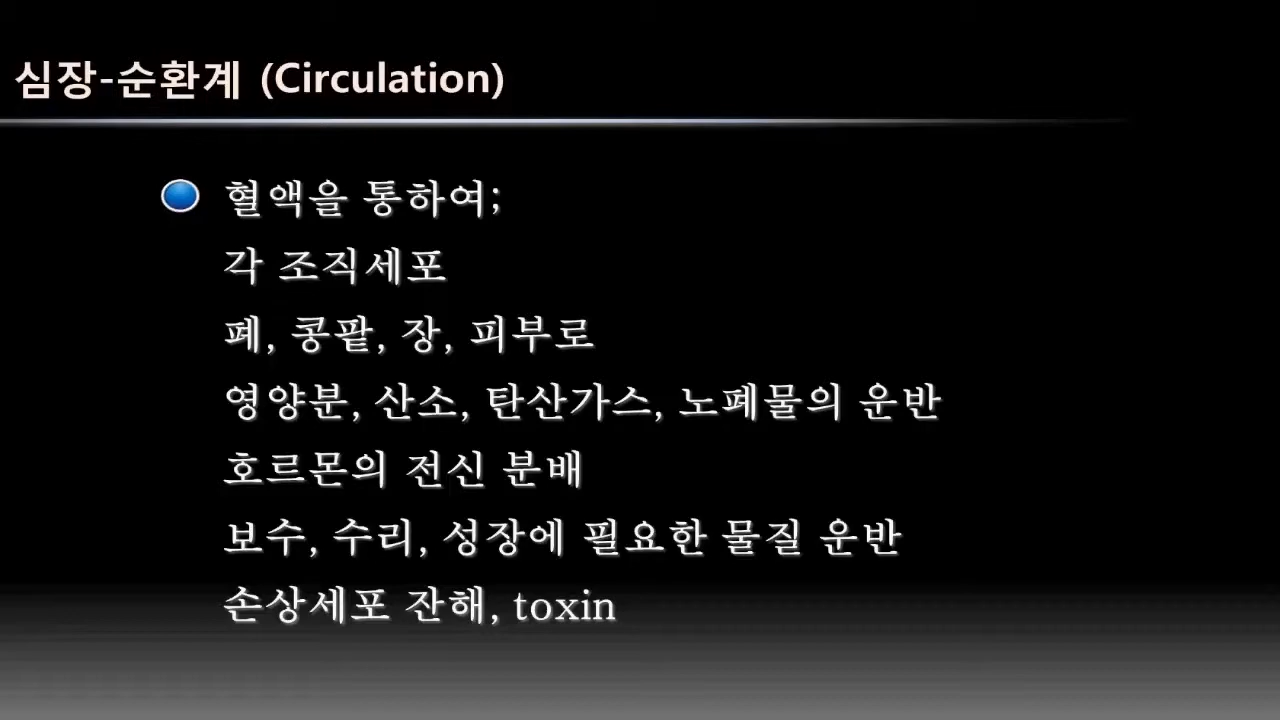 심장-순환계 (Circulation)
혈액을 통하여;
각 조직세포
폐, 콩팥, 장, 피부로
영양분, 산소, 탄산가스, 노폐물의 운반
호르몬의 전신 분배
보수, 수리, 성장에 필요한 물질 운반
손상세포 잔해, toxin